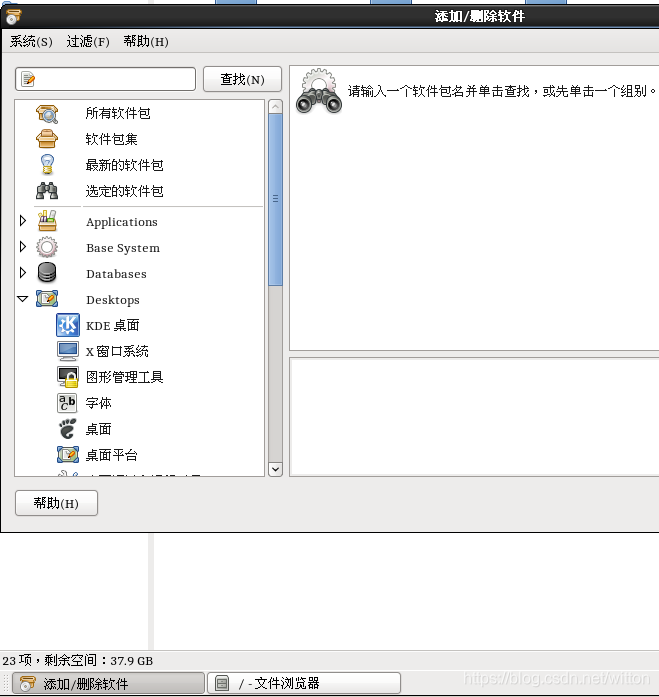 添加/删除软件
系统(S) 过滤(F) 帮助(H)
查找(N)
请输入一个软件包名并单击查找，或先单击一个组别。
所有软件包
软件包集
最新的软件包
选定的软件包
Applications
Base System
Databases
Desktops
KDE 桌面
X 窗口系统
图形管理工具
字体
桌面
桌面平台
帮助(H)
23 项，剩余空间：37.9 GB
添加/删除软件
/ - 文件浏览器
https://blog.csdn.net/witton